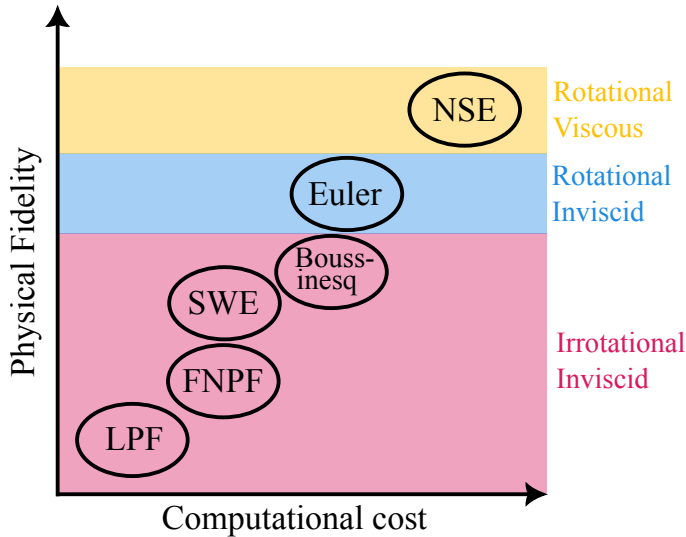 Physical Fidelity
NSE
Rotational
Viscous
Euler
Rotational
Inviscid
Bouss-
inesq
SWE
FNPF
Irrotational
Inviscid
LPF
Computational cost